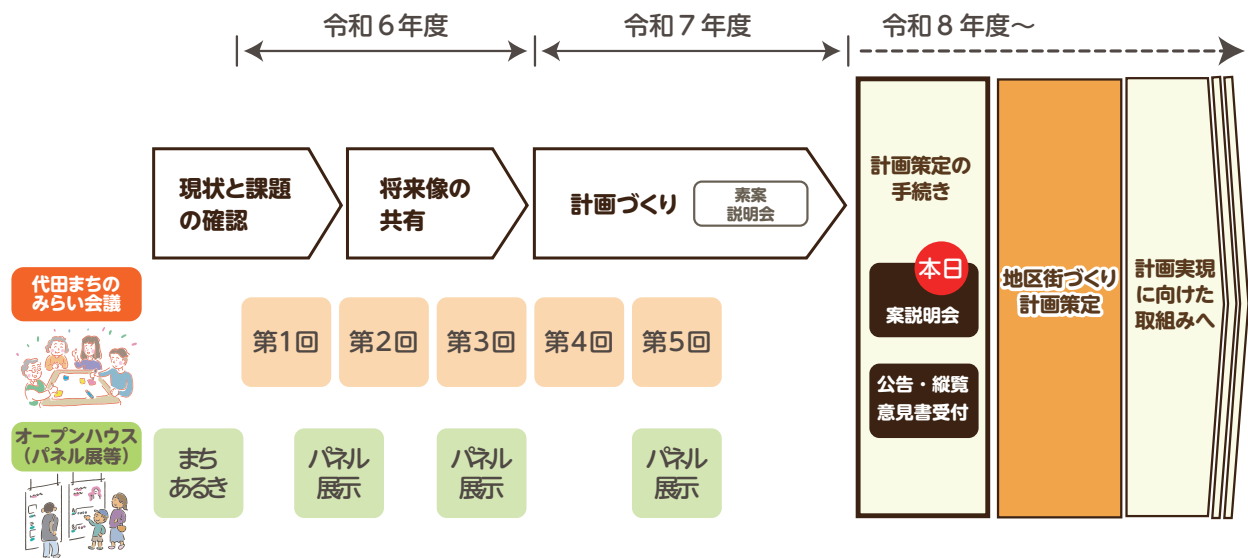 令和6年度
令和7年度
令和8年度～
現状と課題
の確認
将来像の
共有
計画づくり
素案
説明会
計画策定の
手続き
本日
案説明会
公告・縦覧
意見書受付
地区街づくり
計画策定
計画実現
に向けた
取組みへ
代田まちの
みらい会議
第1回
第2回
第3回
第4回
第5回
オープンハウス
（パネル展等）
まち
あるき
パネル
展示
パネル
展示
パネル
展示